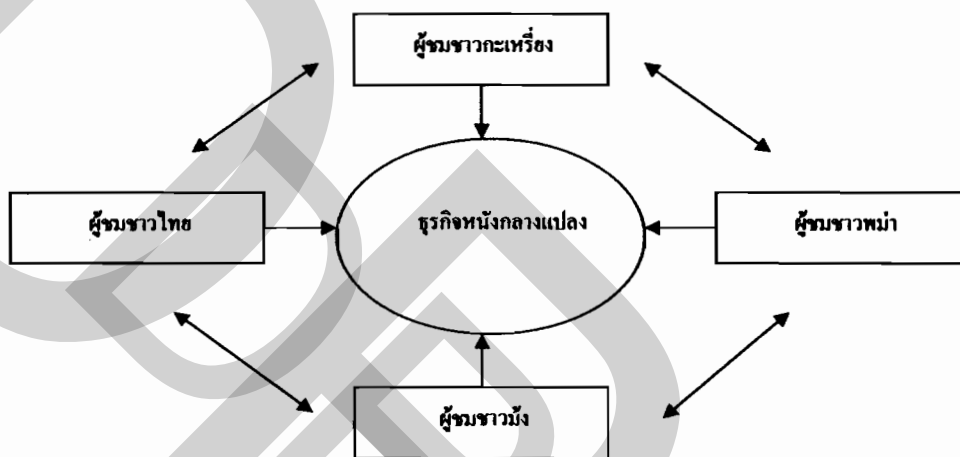 ผู้ชมชาวกะเหรี่ยง
ผู้ชมชาวไทย
ธุรกิจหนังกลางแปลง
ผู้ชมชาวพม่า
ผู้ชมชาวม้ง